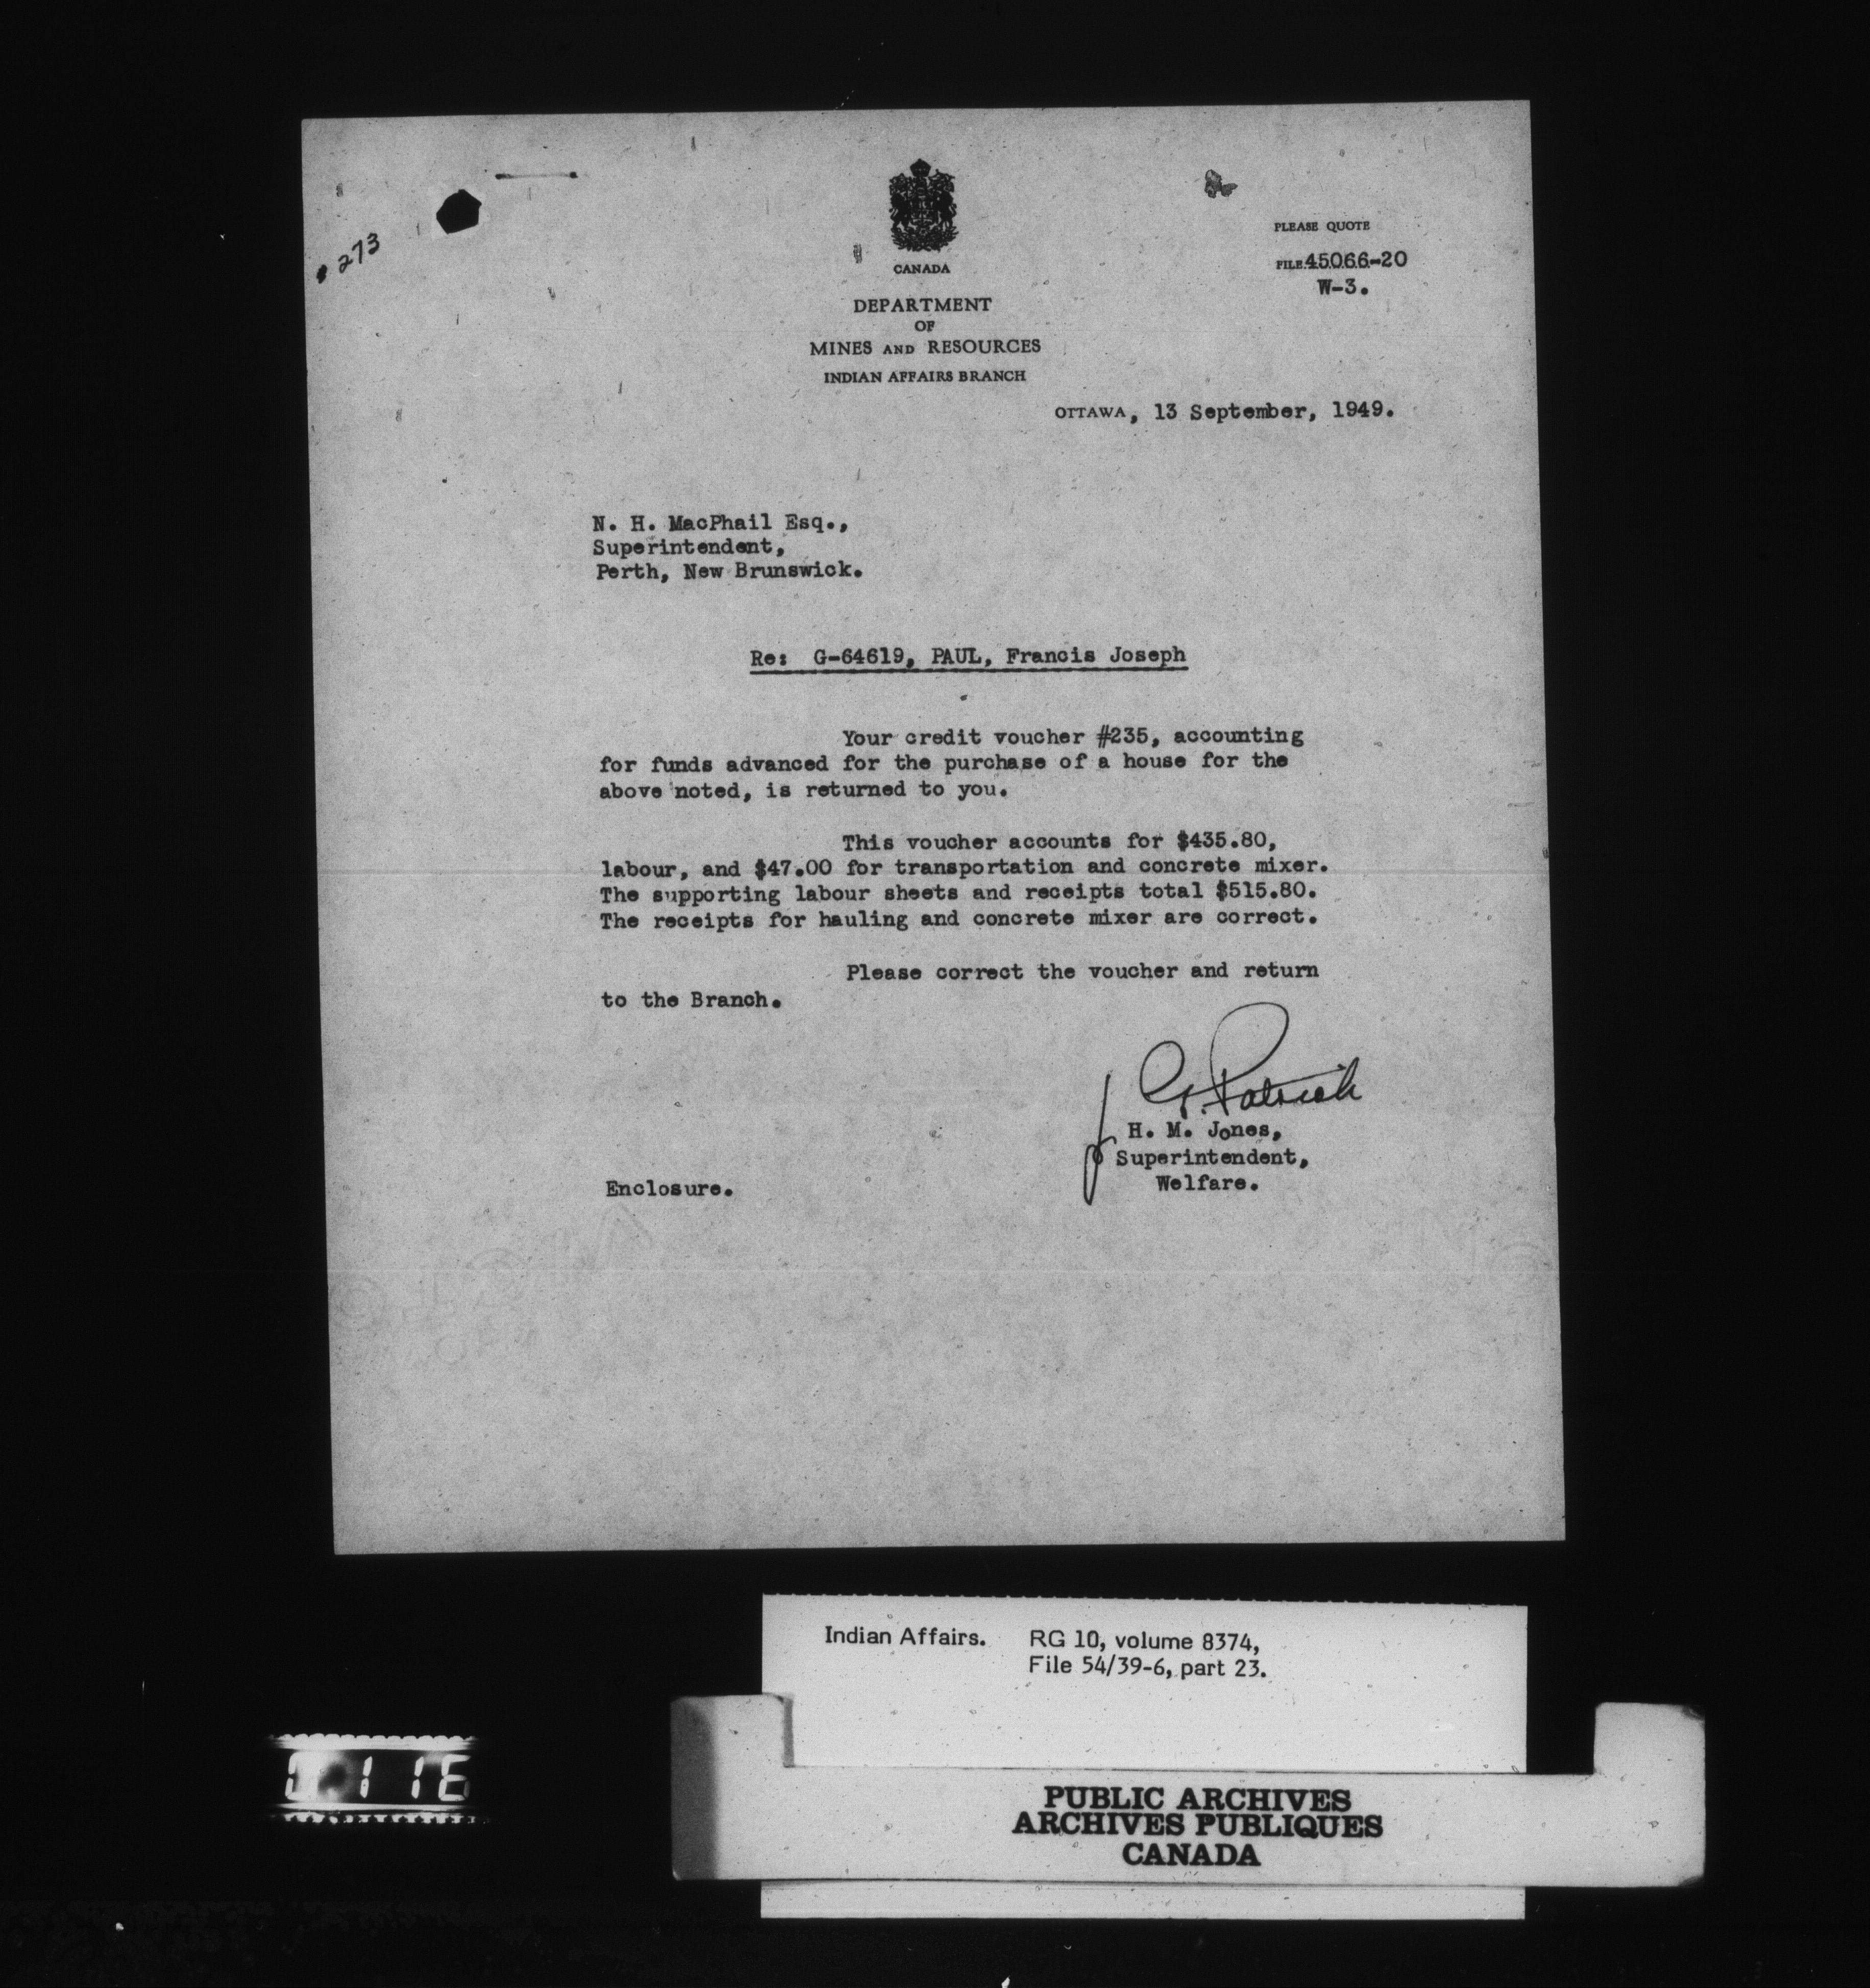 273
CANADA
DEPARTMENT
OF
MINES AND RESOURCES
INDIAN AFFAIRS BRANCH
PLEASE QUOTE
FILE 45066-20
W-3.
OTTAWA, 13 September, 1949.
N. H. MacPhail Esq.,
Superintendent,
Perth, New Brunswick.
Re: G-64619, PAUL, Francis Joseph
Your credit voucher #235, accounting
for funds advanced for the purchase of a house for the
above noted, is returned to you.
This voucher accounts for $435.80,
labour, and $47.00 for transportation and concrete mixer.
The supporting labour sheets and receipts total $515.80.
The receipts for hauling and concrete mixer are correct.
Please correct the voucher and return
to the Branch.
G. Patrick
H. M. Jones,
Superintendent,
Welfare.
Enclosure.
Indian Affairs. RG 10, volume 8374,
File 54/39-6, part 23.
PUBLIC ARCHIVES
ARCHIVES PUBLIQUES
CANADA